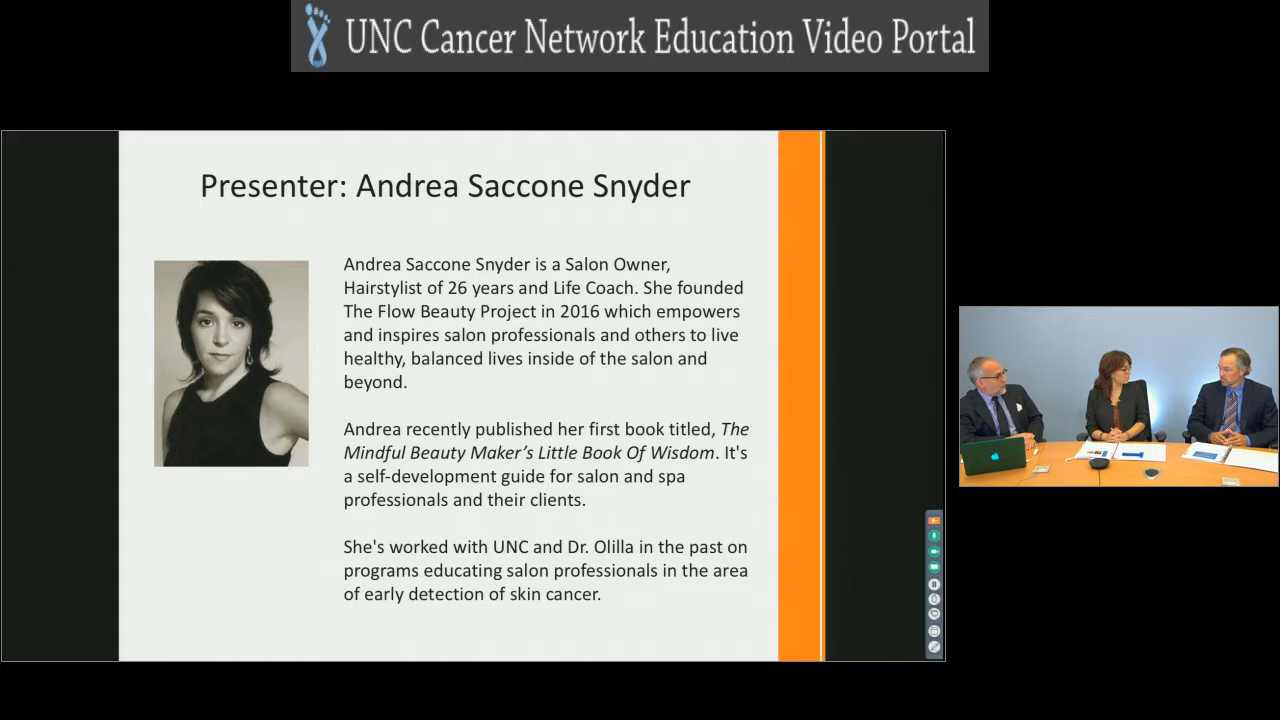 UNC Cancer Network Education Video Portal
Presenter: Andrea Saccone Snyder
Andrea Saccone Snyder is a Salon Owner,
Hairstylist of 26 years and Life Coach. She founded
The Flow Beauty Project in 2016 which empowers
and inspires salon professionals and others to live
healthy, balanced lives inside of the salon and
beyond.
Andrea recently published her first book titled, The
Mindful Beauty Maker’s Little Book Of Wisdom. It's
a self-development guide for salon and spa
professionals and their clients.
She's worked with UNC and Dr. Olilla in the past on
programs educating salon professionals in the area
of early detection of skin cancer.